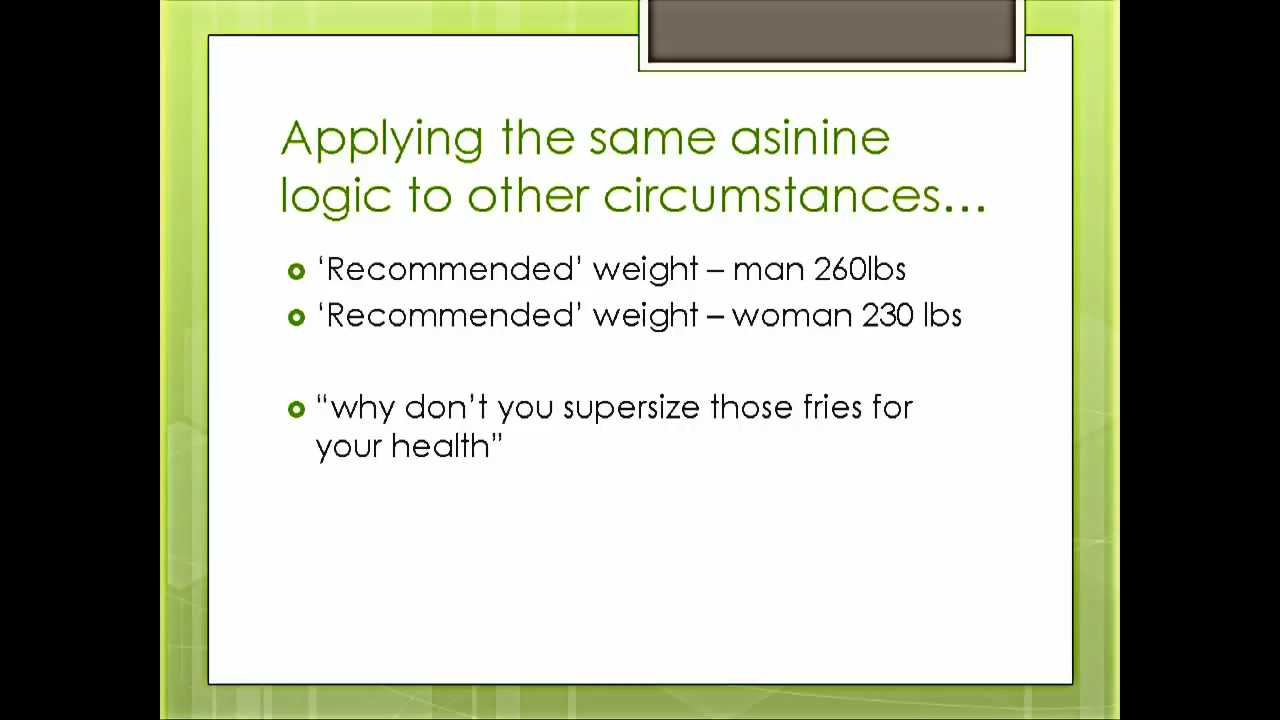 Applying the same asinine
logic to other circumstances...
‘Recommended’ weight – man 260lbs
‘Recommended’ weight – woman 230 lbs
“why don’t you supersize those fries for
your health”